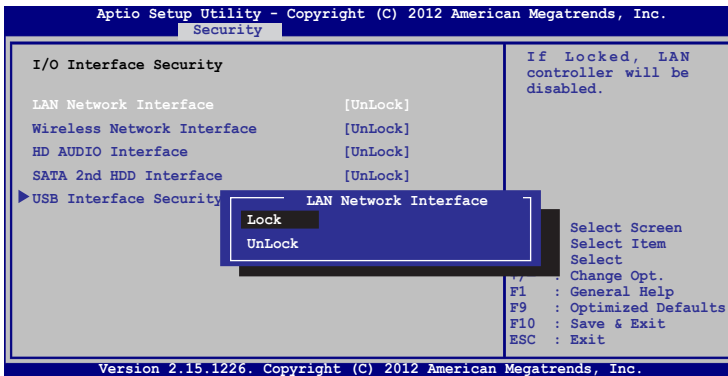 Aptio Setup Utility - Copyright (C) 2012 American Megatrends, Inc.
Security
I/O Interface Security
LAN Network Interface [UnLock]
Wireless Network Interface [UnLock]
HD AUDIO Interface [UnLock]
SATA 2nd HDD Interface [UnLock]
USB Interface Security
LAN Network Interface
Lock
UnLock
If Locked, LAN
controller will be
disabled.
Select Screen
Select Item
Select
: Change Opt.
F1 : General Help
F9 : Optimized Defaults
F10 : Save & Exit
ESC : Exit
Version 2.15.1226. Copyright (C) 2012 American Megatrends, Inc.